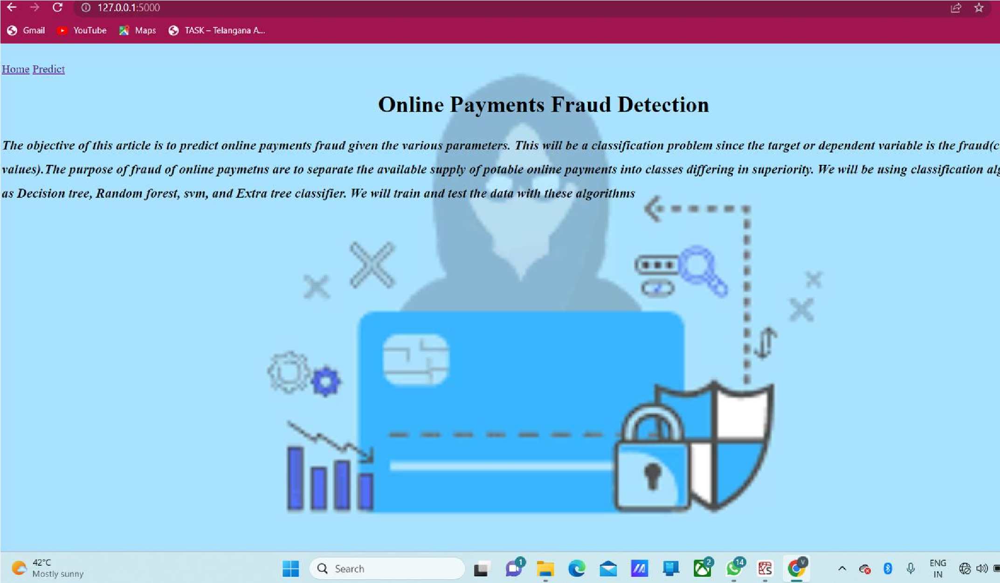 127.0.0.1:5000
Gmail YouTube Maps TASK – Telangana A...
Home Predict
Online Payments Fraud Detection
The objective of this article is to predict online payments fraud given the various parameters. This will be a classification problem since the target or dependent variable is the fraud(c
values).The purpose of fraud of online paymetns are to separate the available supply of potable online payments into classes differing in superiority. We will be using classification alg
as Decision tree, Random forest, svm, and Extra tree classifier. We will train and test the data with these algorithms
42°C
Mostly sunny
Search
1
2
14
V
ENG
IN